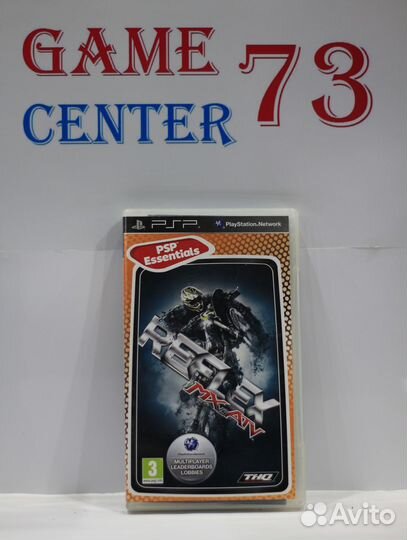 GAME
CENTER 73
PSP PlayStation®Network
PSP®
Essentials
REFLEX
MX vs. ATV
MULTIPLAYER
LEADERBOARDS
LOBBIES
3
THQ
Avito